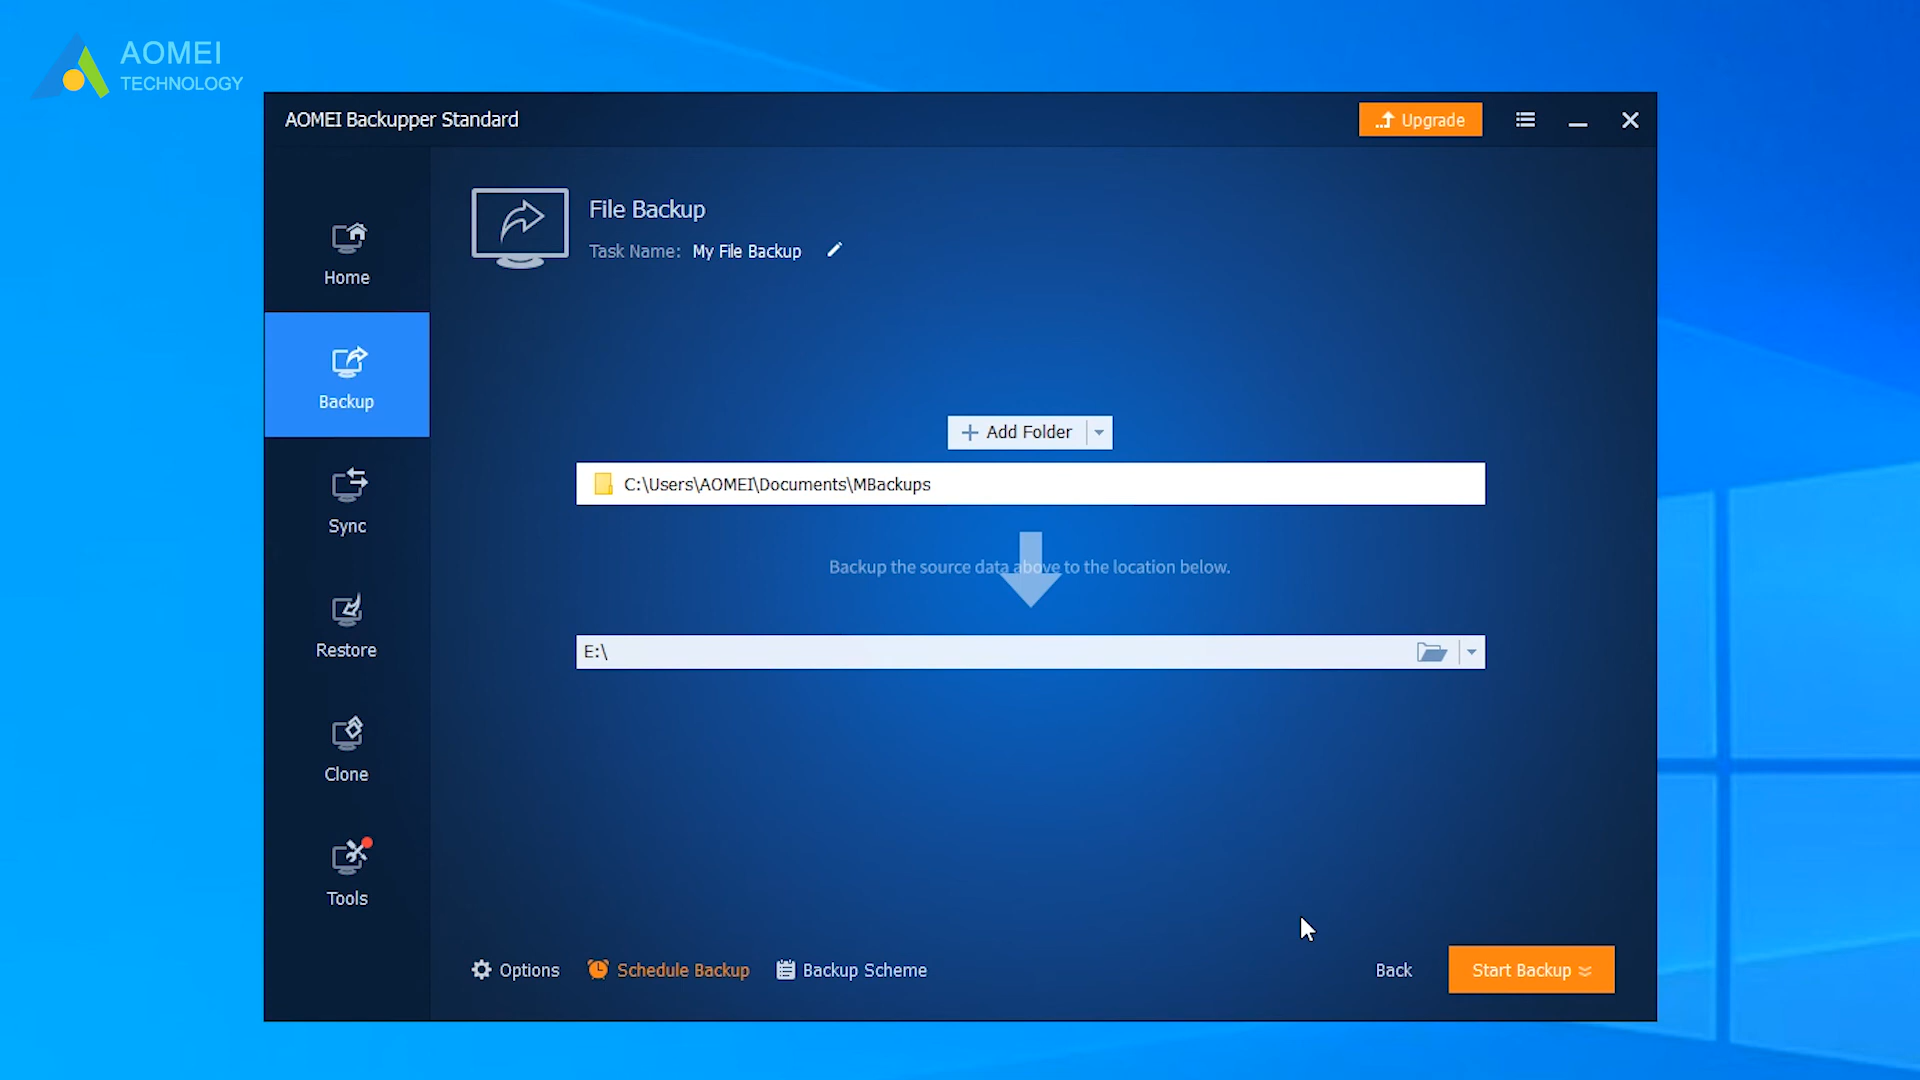 AOMEI
TECHNOLOGY
AOMEI Backupper Standard
Upgrade
File Backup
Task Name: My File Backup
Home
Backup
Sync
Restore
Clone
Tools
Add Folder
C:\Users\AOMEI\Documents\MBackups
Backup the source data above to the location below.
E:\
Options
Schedule Backup
Backup Scheme
Back
Start Backup